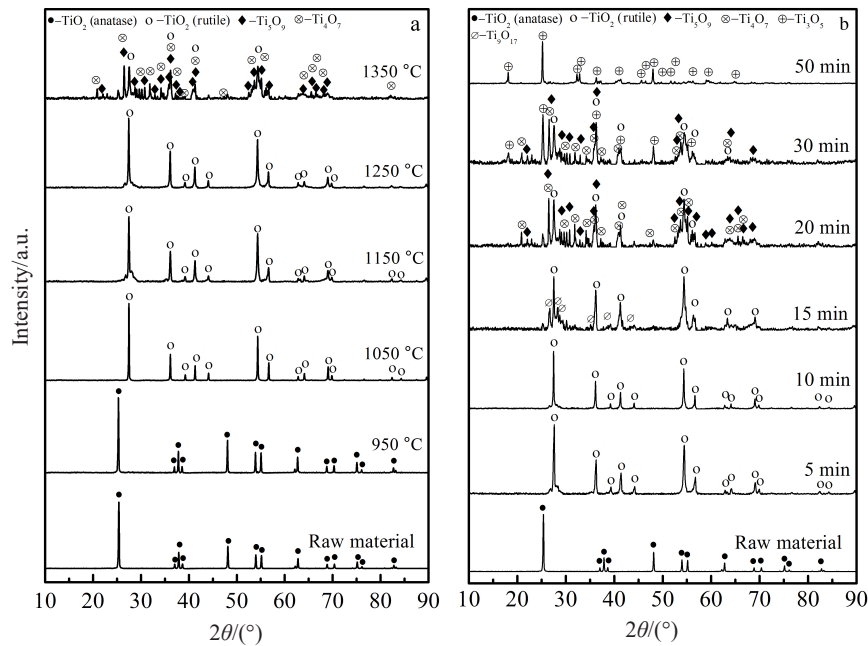 ●–TiO2 (anatase) o –TiO2 (rutile) ◆–Ti5O9 ⊗–Ti4O7 a
1350 °C
1250 °C
1150 °C
1050 °C
950 °C
Raw material
Intensity/a.u.
10 20 30 40 50 60 70 80 90
2θ/(°)
●–TiO2 (anatase) o –TiO2 (rutile) ◆–Ti5O9 ⊗–Ti4O7 ⊕–Ti3O5 b
⌀–Ti9O17
50 min
30 min
20 min
15 min
10 min
5 min
Raw material
10 20 30 40 50 60 70 80 90
2θ/(°)